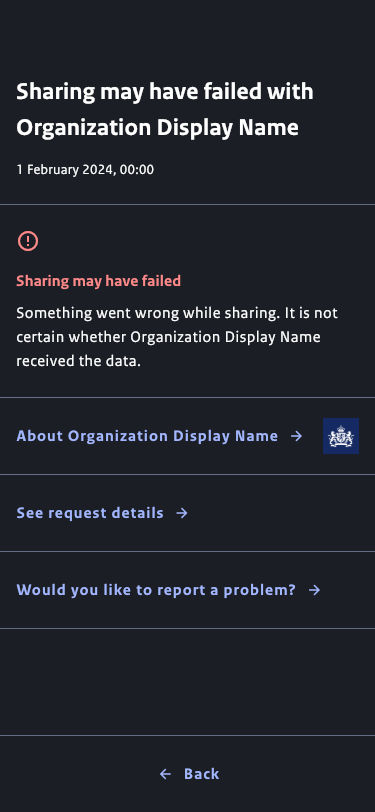 Sharing may have failed with
Organization Display Name
1 February 2024, 00:00
Sharing may have failed
Something went wrong while sharing. It is not
certain whether Organization Display Name
received the data.
About Organization Display Name
See request details
Would you like to report a problem?
Back